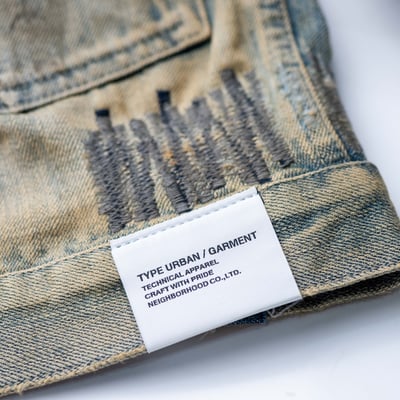 TYPE URBAN / GARMENT
TECHNICAL APPAREL
CRAFT WITH PRIDE
NEIGHBORHOOD CO.,LTD.